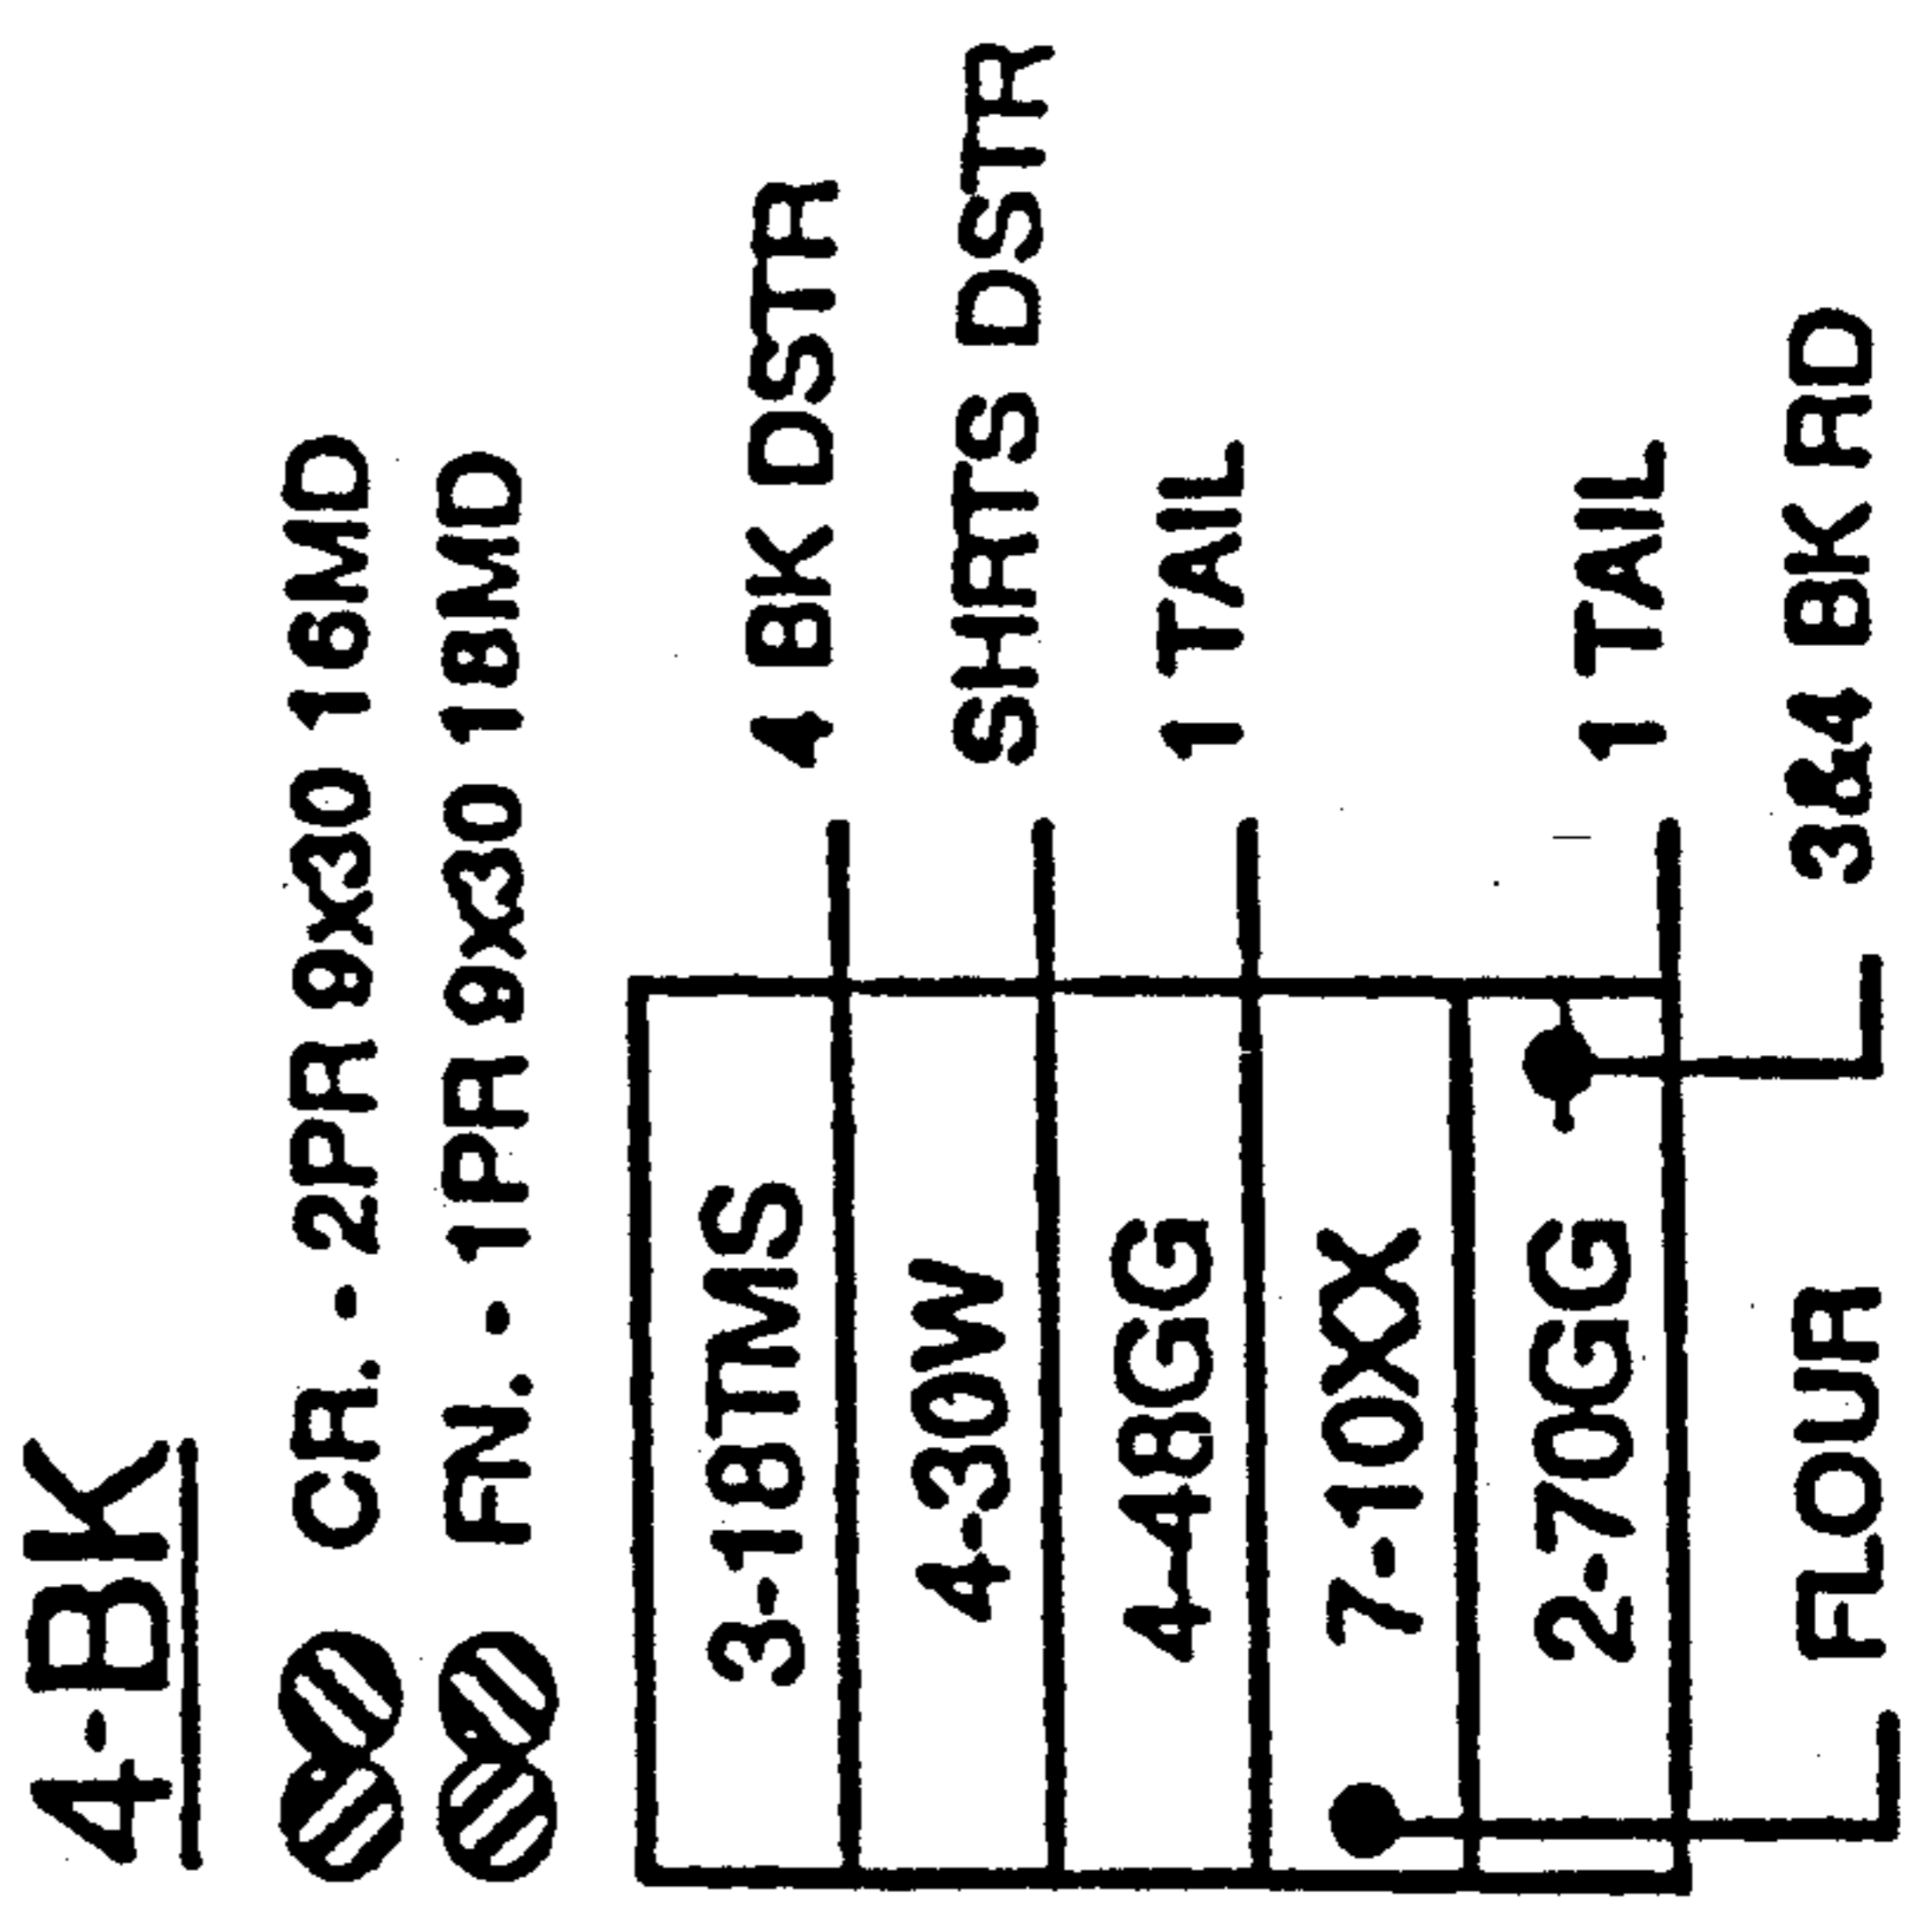 4-BK
CR. - 2PR 9x30 16MD
FN. - 1PR 9x30 18MD
3-18TMS
4 BK DSTR
4-30W
SHRTS DSTR
4-48GG
1 TAIL
7-10XX
2-70GG
1 TAIL
FLOUR
3&4 BK RD